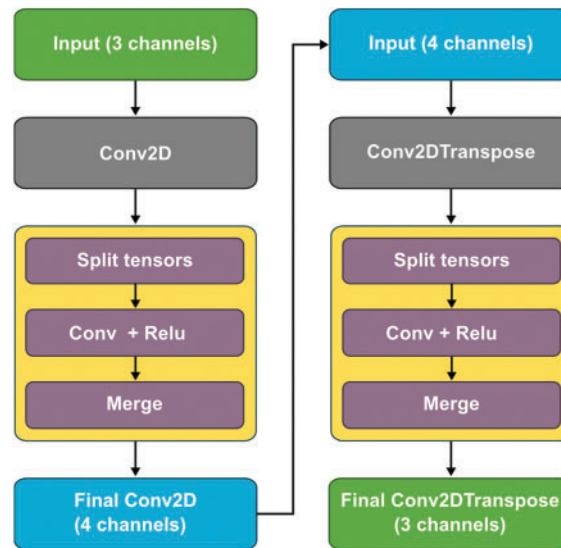 Input (3 channels)
Conv2D
Split tensors
Conv + Relu
Merge
Final Conv2D
(4 channels)
Input (4 channels)
Conv2DTranspose
Split tensors
Conv + Relu
Merge
Final Conv2DTranspose
(3 channels)